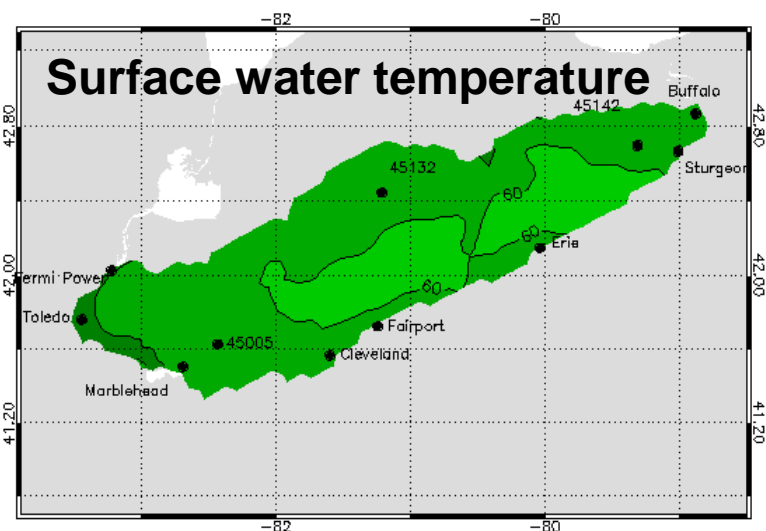 -82 -80
Surface water temperature
Buffalo
45142
42.80 42.80
45132
Sturgeon
60
60
Erie
Fermi Power
42.00 42.00
60
Toledo
Fairport
45005
Cleveland
Marblehead
41.20 41.20
-82 -80